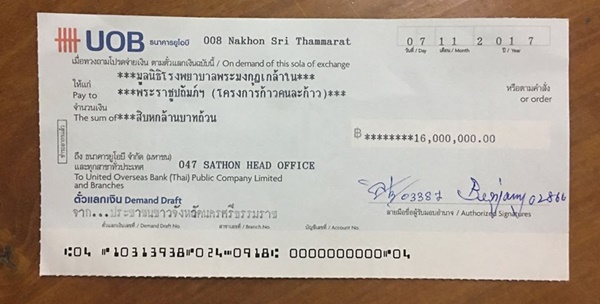 UOB ธนาคารยูโอบี 008 Nakhon Sri Thammarat 07 11 2017
วันที่ / Day เดือน / Month ปี / Year
เมื่อทวงถามโปรดจ่ายเงิน ตามตั๋วแลกเงินฉบับนี้ / On demand of this sola of exchange
ให้แก่ ***มูลนิธิโรงพยาบาลพระมงกุฎเกล้าใน***
Pay to ***พระราชูปถัมภ์ฯ (โครงการก้าวคนละก้าว)*** หรือตามคำสั่ง
or order
จำนวนเงิน
The sum of ***สิบหกล้านบาทถ้วน
฿ ********16,000,000.00
ถึง ธนาคารยูโอบี จำกัด (มหาชน)
และทุกสาขาทั่วประเทศ 047 SATHON HEAD OFFICE
To United Overseas Bank (Thai) Public Company Limited
and Branches
03387 Benjamy 02866
ตั๋วแลกเงิน Demand Draft
จาก...ประชาชนชาวจังหวัดนครศรีธรรมราช ลายมือชื่อผู้รับมอบอำนาจ / Authorized Signatures
ตั๋วแลกเงินเลขที่ / Demand Draft No. สาขาเลขที่ / Branch No. บัญชีเลขที่ / Account No.
04 10313938 024 0918 0000000000 04